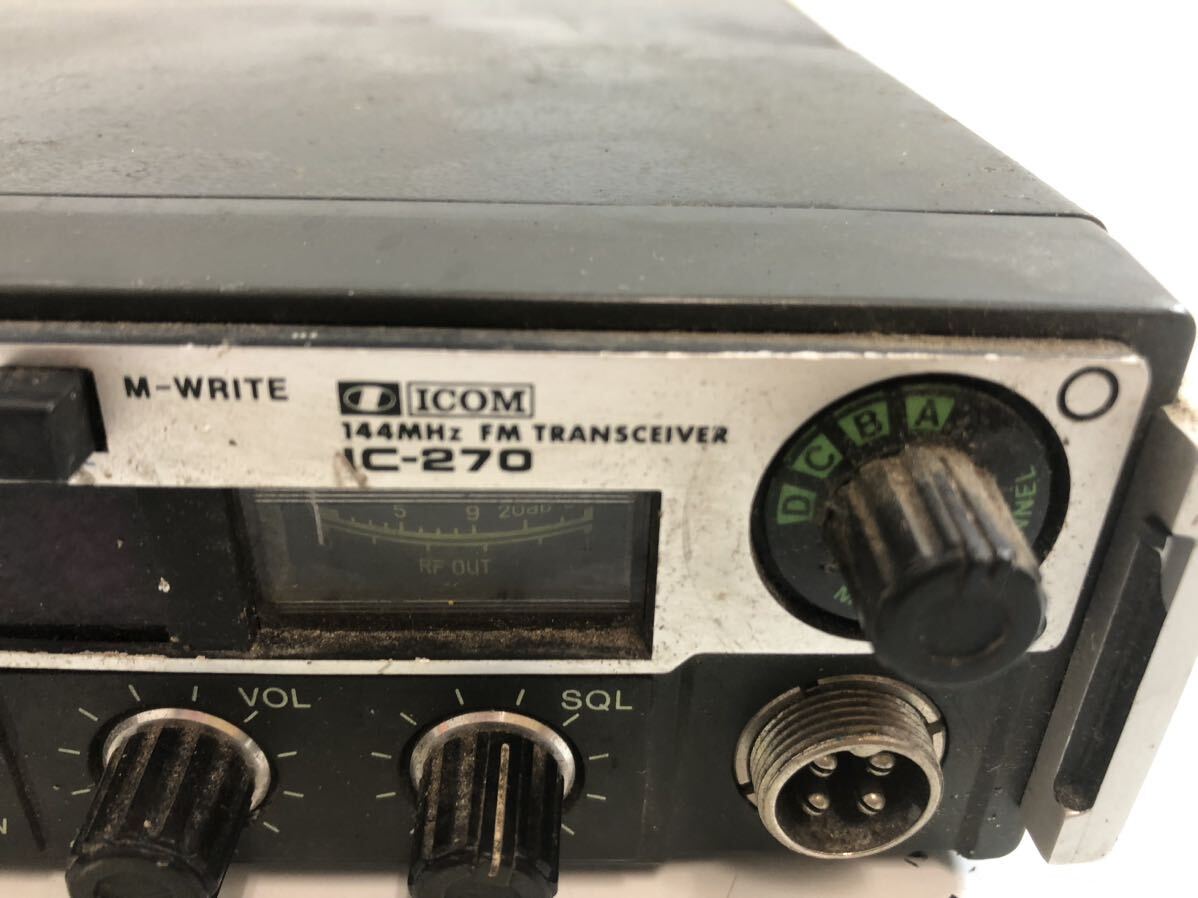 M-WRITE
ICOM
144MHz FM TRANSCEIVER
IC-270
A
B
C
D
5 9 20dB
RF OUT
VOL
SQL
N